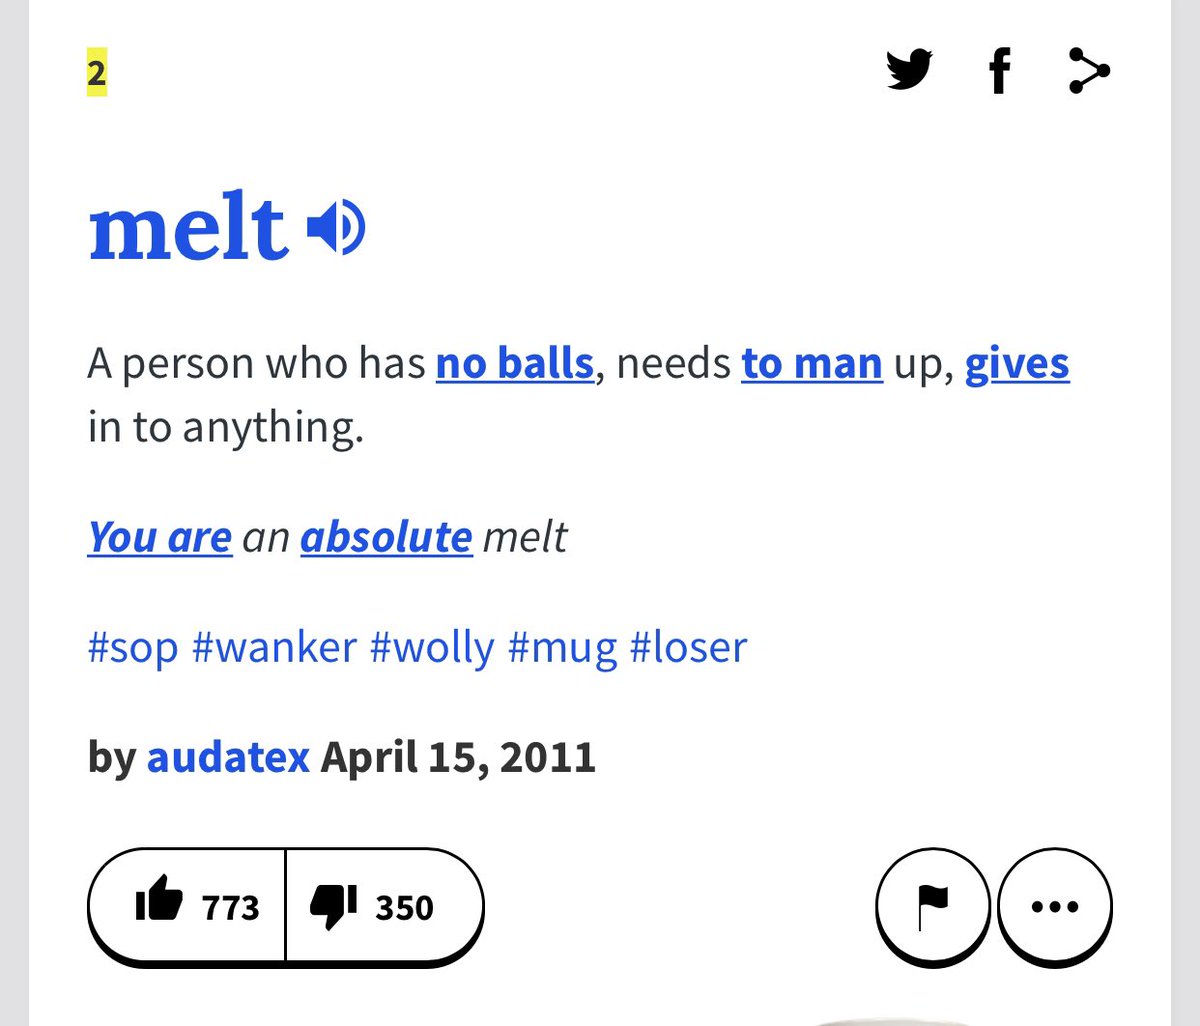 2
melt
A person who has no balls, needs to man up, gives
in to anything.
You are an absolute melt
#sop #wanker #wolly #mug #loser
by audatex April 15, 2011
773 350